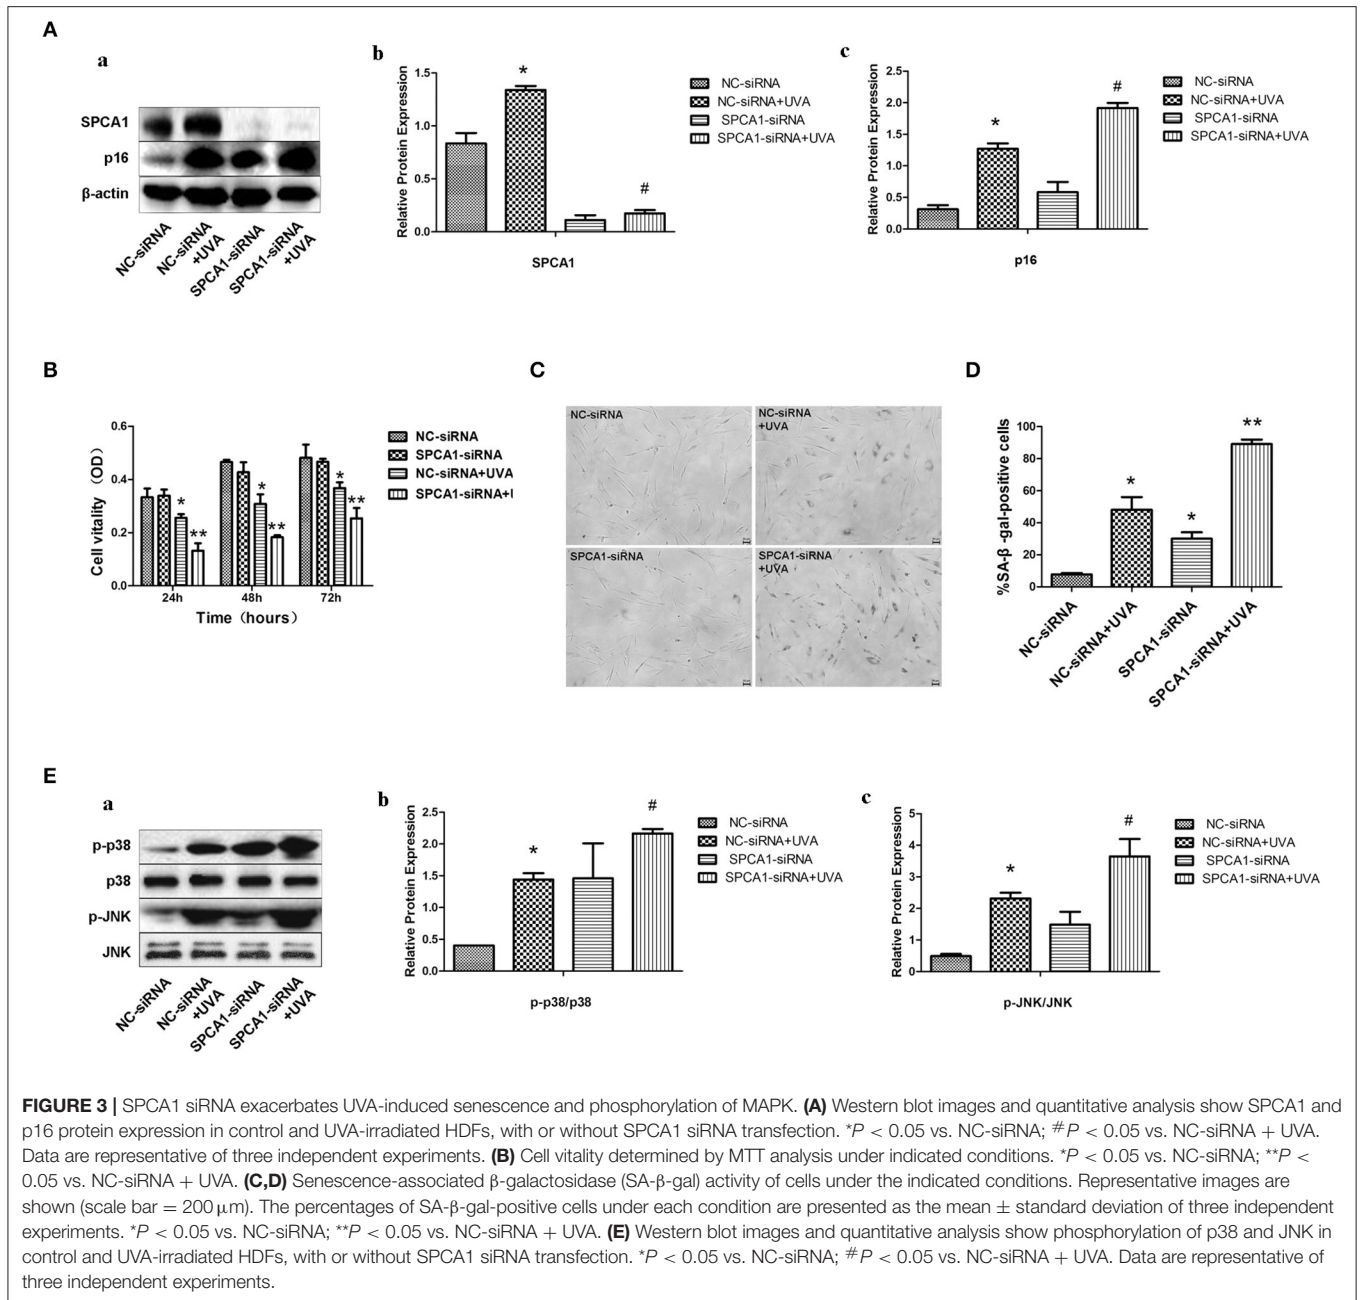 A
a
SPCA1
p16
β-actin
NC-siRNA
NC-siRNA
+UVA
SPCA1-siRNA
SPCA1-siRNA
+UVA
b
Relative Protein Expression
1.5
1.0
0.5
0.0
*
#
SPCA1
NC-siRNA
NC-siRNA+UVA
SPCA1-siRNA
SPCA1-siRNA+UVA
c
Relative Protein Expression
2.5
2.0
1.5
1.0
0.5
0.0
*
#
p16
NC-siRNA
NC-siRNA+UVA
SPCA1-siRNA
SPCA1-siRNA+UVA
B
Cell vitality （OD）
0.6
0.4
0.2
0.0
*
**
*
**
*
**
24h 48h 72h
Time（hours）
NC-siRNA
SPCA1-siRNA
NC-siRNA+UVA
SPCA1-siRNA+U
C
NC-siRNA
NC-siRNA
+UVA
SPCA1-siRNA
SPCA1-siRNA
+UVA
D
%SA-β -gal-positive cells
100
80
60
40
20
0
*
*
**
NC-siRNA
NC-siRNA+UVA
SPCA1-siRNA
SPCA1-siRNA+UVA
E
a
p-p38
p38
p-JNK
JNK
NC-siRNA
NC-siRNA
+UVA
SPCA1-siRNA
SPCA1-siRNA
+UVA
b
Relative Protein Expression
2.5
2.0
1.5
1.0
0.5
0.0
*
#
p-p38/p38
NC-siRNA
NC-siRNA+UVA
SPCA1-siRNA
SPCA1-siRNA+UVA
c
Relative Protein Expression
5
4
3
2
1
0
*
#
p-JNK/JNK
NC-siRNA
NC-siRNA+UVA
SPCA1-siRNA
SPCA1-siRNA+UVA
FIGURE 3 | SPCA1 siRNA exacerbates UVA-induced senescence and phosphorylation of MAPK. (A) Western blot images and quantitative analysis show SPCA1 and
p16 protein expression in control and UVA-irradiated HDFs, with or without SPCA1 siRNA transfection. *P < 0.05 vs. NC-siRNA; #P < 0.05 vs. NC-siRNA + UVA.
Data are representative of three independent experiments. (B) Cell vitality determined by MTT analysis under indicated conditions. *P < 0.05 vs. NC-siRNA; **P <
0.05 vs. NC-siRNA + UVA. (C,D) Senescence-associated β-galactosidase (SA-β-gal) activity of cells under the indicated conditions. Representative images are
shown (scale bar = 200 μm). The percentages of SA-β-gal-positive cells under each condition are presented as the mean ± standard deviation of three independent
experiments. *P < 0.05 vs. NC-siRNA; **P < 0.05 vs. NC-siRNA + UVA. (E) Western blot images and quantitative analysis show phosphorylation of p38 and JNK in
control and UVA-irradiated HDFs, with or without SPCA1 siRNA transfection. *P < 0.05 vs. NC-siRNA; #P < 0.05 vs. NC-siRNA + UVA. Data are representative of
three independent experiments.